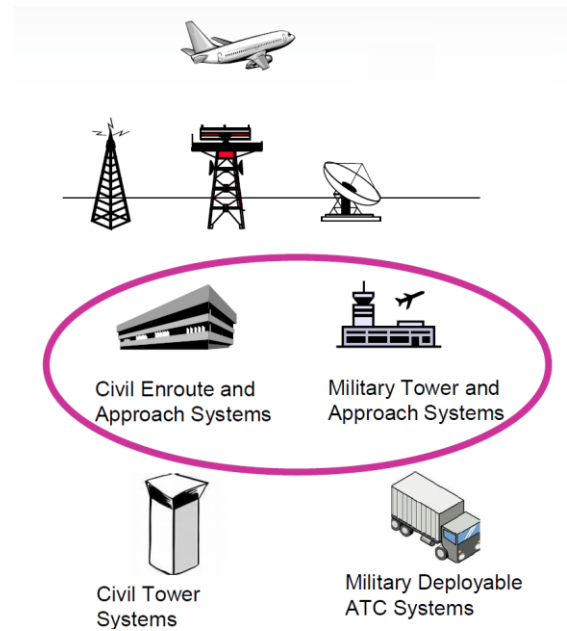 Civil Enroute and
Approach Systems
Military Tower and
Approach Systems
Civil Tower
Systems
Military Deployable
ATC Systems